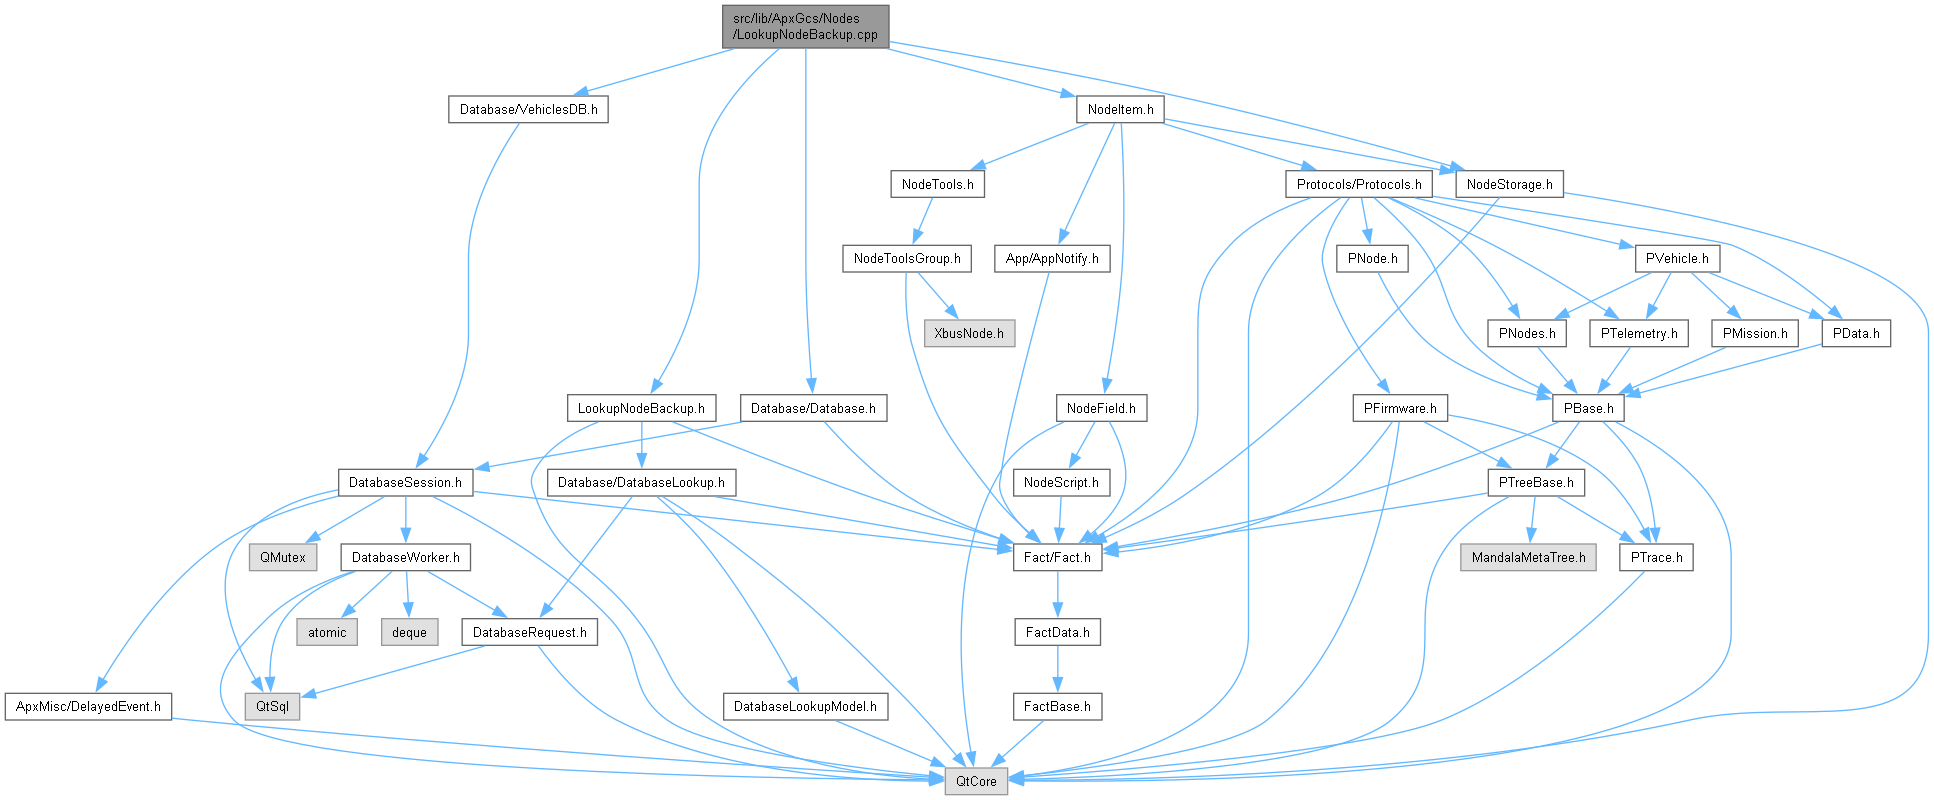 src/lib/ApxGcs/Nodes
/LookupNodeBackup.cpp
Database/VehiclesDB.h
NodeItem.h
NodeTools.h
Protocols/Protocols.h
NodeStorage.h
NodeToolsGroup.h
App/AppNotify.h
PNode.h
PVehicle.h
XbusNode.h
PNodes.h
PTelemetry.h
PMission.h
PData.h
LookupNodeBackup.h
Database/Database.h
NodeField.h
PFirmware.h
PBase.h
DatabaseSession.h
Database/DatabaseLookup.h
NodeScript.h
PTreeBase.h
QMutex
DatabaseWorker.h
Fact/Fact.h
MandalaMetaTree.h
PTrace.h
atomic
deque
DatabaseRequest.h
FactData.h
ApxMisc/DelayedEvent.h
QtSql
DatabaseLookupModel.h
FactBase.h
QtCore